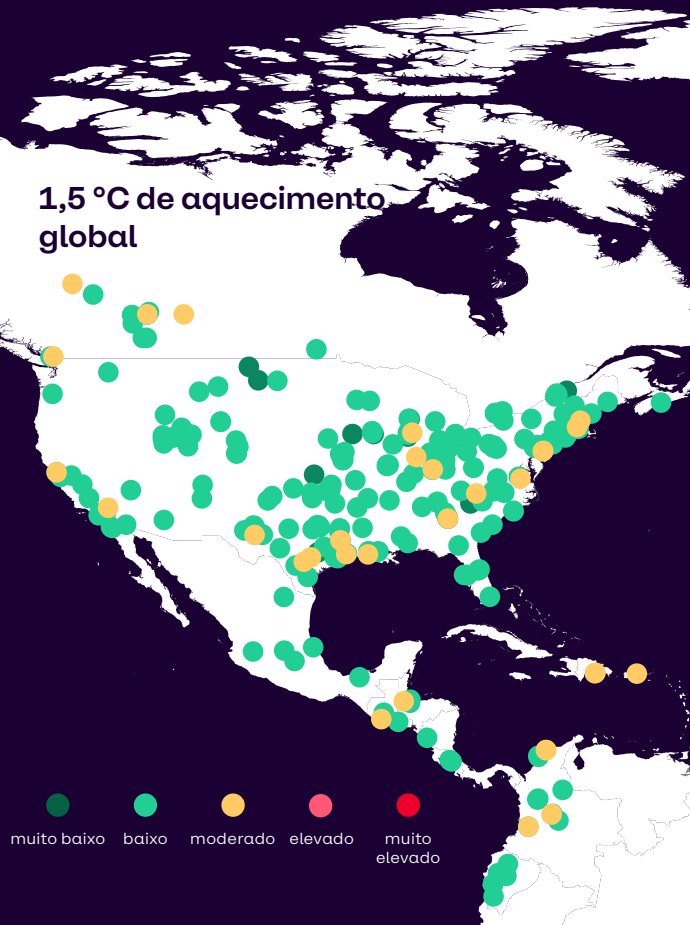 1,5 °C de aquecimento
global
muito baixo
baixo
moderado
elevado
muito
elevado